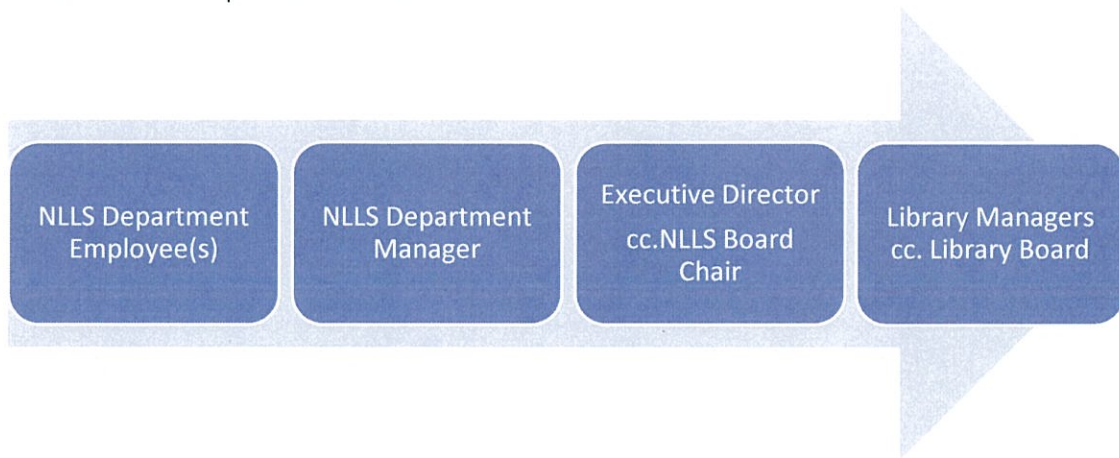 NLLS Department
Employee(s)
NLLS Department
Manager
Executive Director
cc.NLLS Board
Chair
Library Managers
cc. Library Board